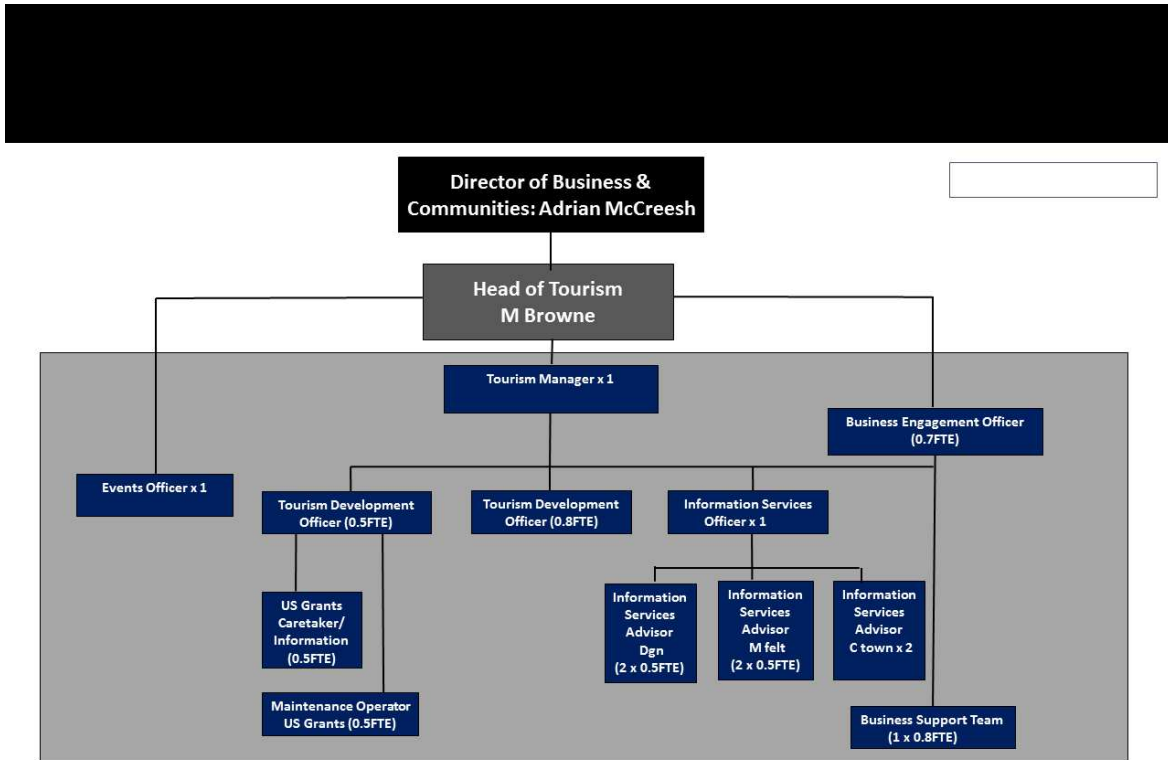 Director of Business &
Communities: Adrian McCreesh
Head of Tourism
M Browne
Tourism Manager x 1
Business Engagement Officer
(0.7FTE)
Events Officer x 1
Tourism Development
Officer (0.5FTE)
Tourism Development
Officer (0.8FTE)
Information Services
Officer x 1
US Grants
Caretaker/
Information
(0.5FTE)
Information
Services
Advisor
Dgn
(2 x 0.5FTE)
Information
Services
Advisor
M felt
(2 x 0.5FTE)
Information
Services
Advisor
C town x 2
Maintenance Operator
US Grants (0.5FTE)
Business Support Team
(1 x 0.8FTE)